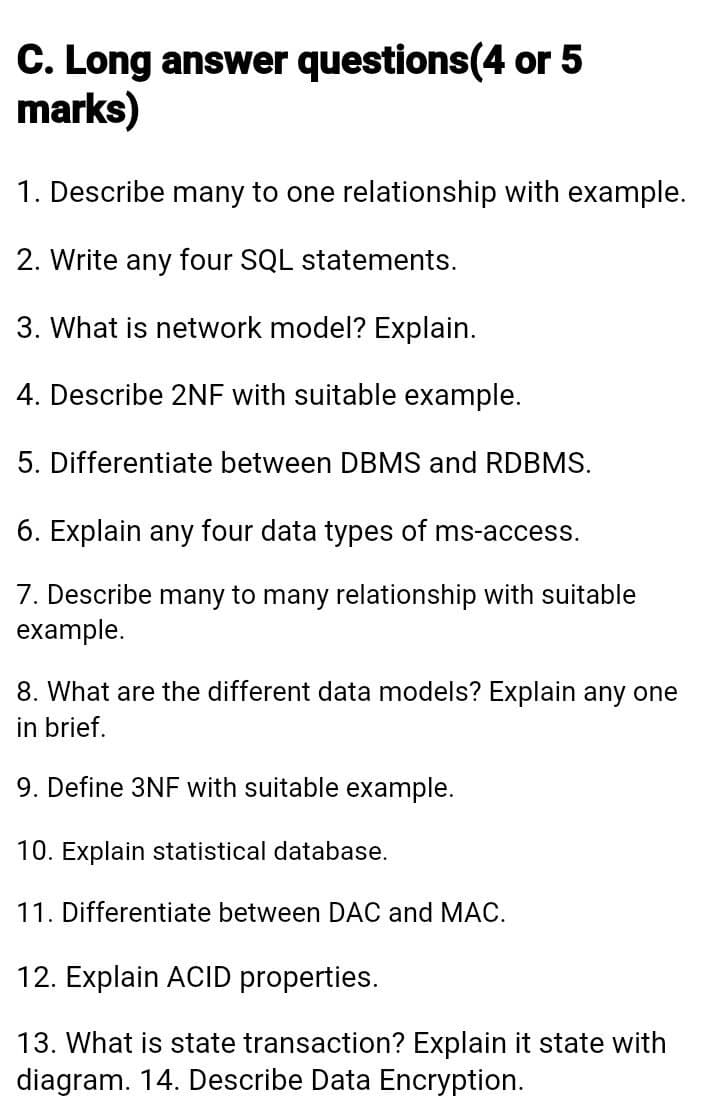 C. Long answer questions(4 or 5
marks)
1. Describe many to one relationship with example.
2. Write any four SQL statements.
3. What is network model? Explain.
4. Describe 2NF with suitable example.
5. Differentiate between DBMS and RDBMS.
6. Explain any four data types of ms-access.
7. Describe many to many relationship with suitable
example.
8. What are the different data models? Explain any one
in brief.
9. Define 3NF with suitable example.
10. Explain statistical database.
11. Differentiate between DAC and MAC.
12. Explain ACID properties.
13. What is state transaction? Explain it state with
diagram. 14. Describe Data Encryption.